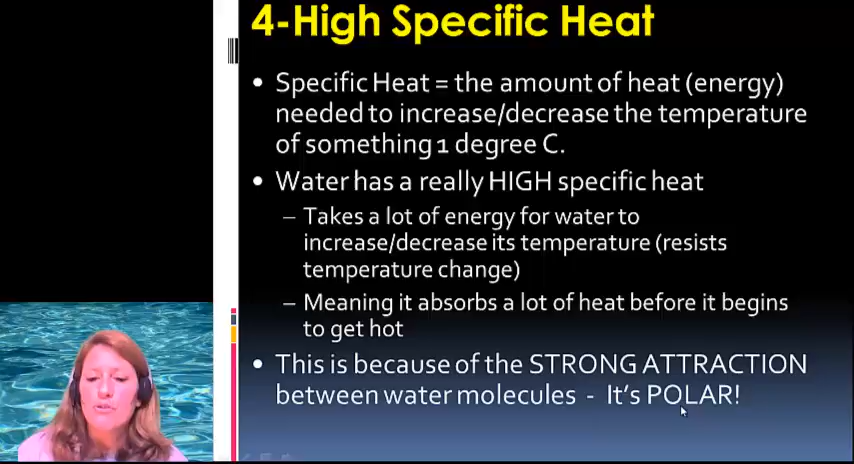 4-High Specific Heat
• Specific Heat = the amount of heat (energy)
needed to increase/decrease the temperature
of something 1 degree C.
• Water has a really HIGH specific heat
– Takes a lot of energy for water to
increase/decrease its temperature (resists
temperature change)
– Meaning it absorbs a lot of heat before it begins
to get hot
• This is because of the STRONG ATTRACTION
between water molecules - It's POLAR!